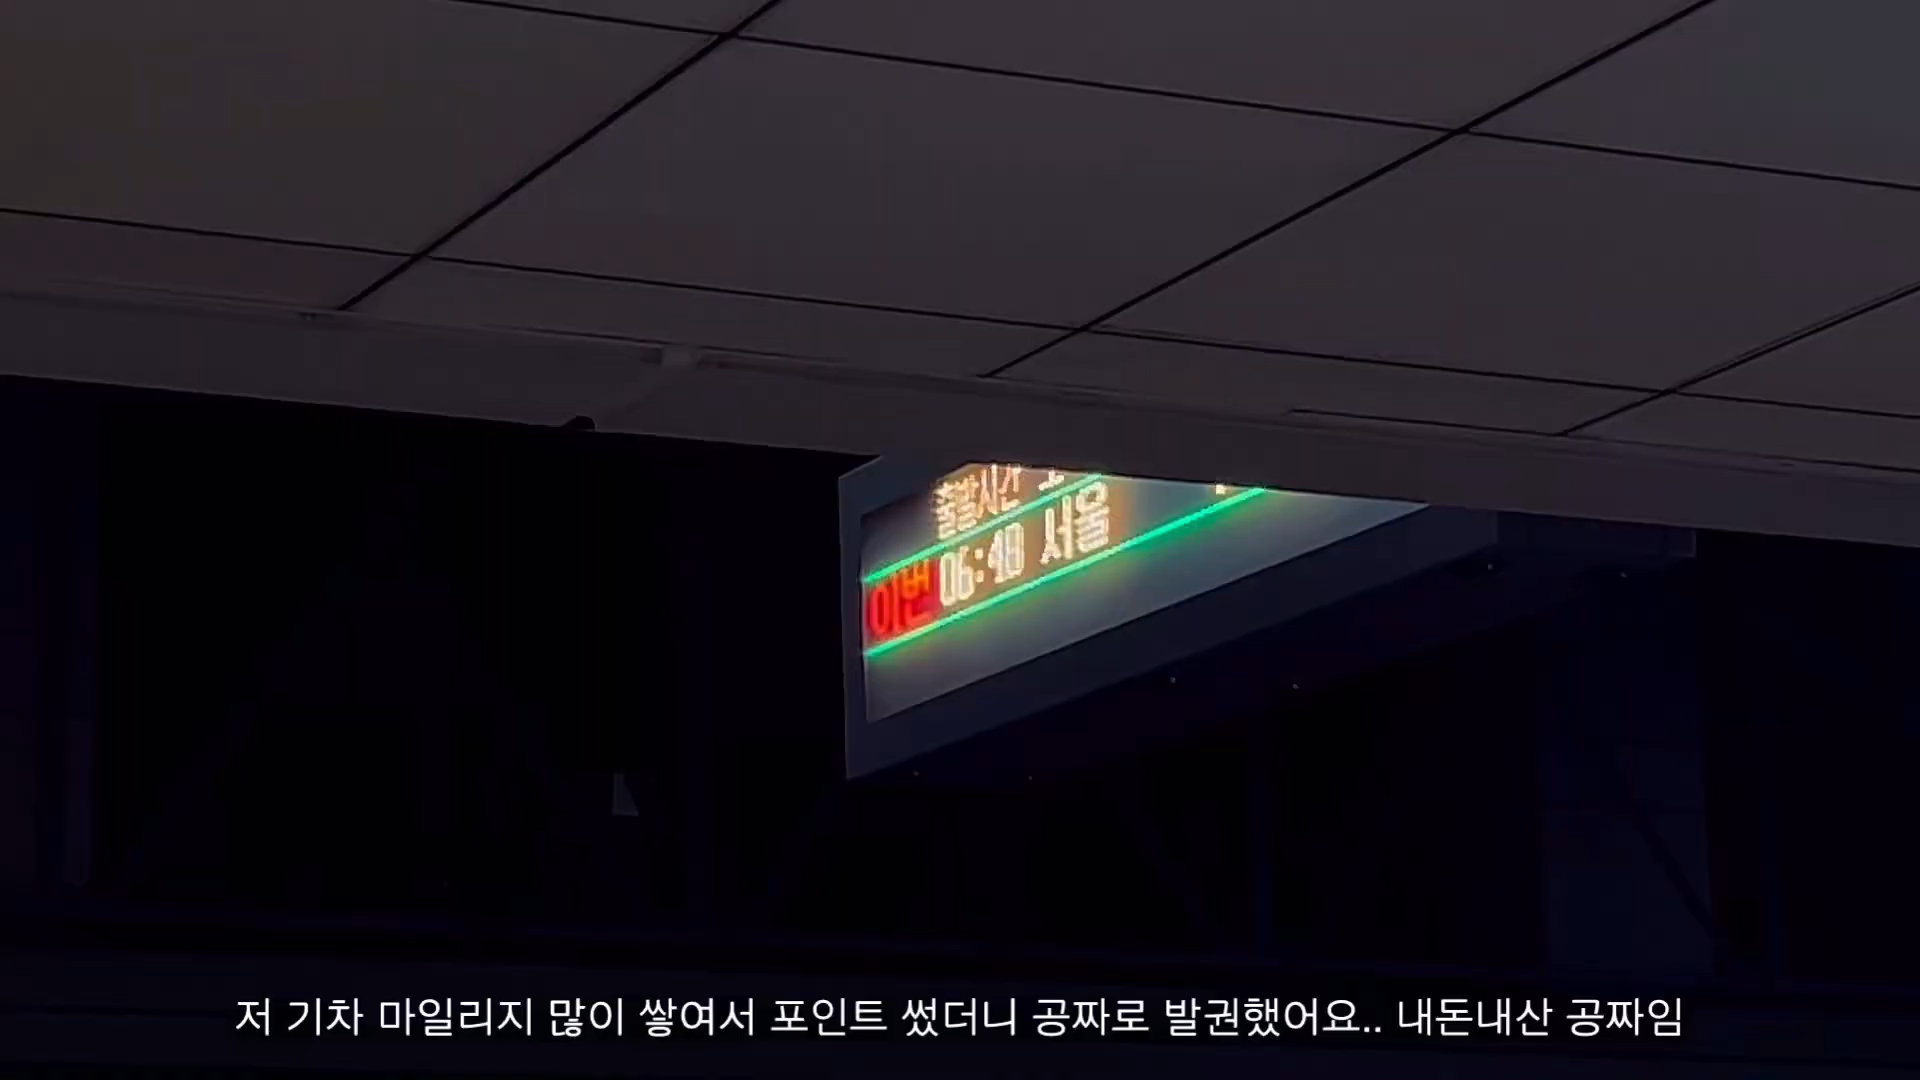 출발시간
이번 06:40 서울
저 기차 마일리지 많이 쌓여서 포인트 썼더니 공짜로 발권했어요.. 내돈내산 공짜임